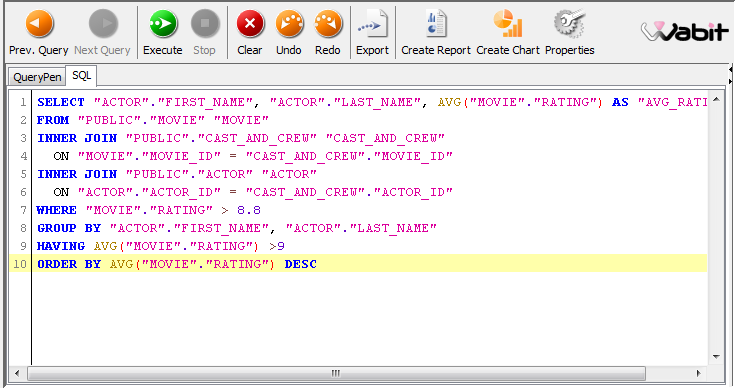 Prev. Query Next Query Execute Stop Clear Undo Redo Export Create Report Create Chart Properties Wabit
QueryPen SQL
1 SELECT "ACTOR"."FIRST_NAME", "ACTOR"."LAST_NAME", AVG("MOVIE"."RATING") AS "AVG_RATI
2 FROM "PUBLIC"."MOVIE" "MOVIE"
3 INNER JOIN "PUBLIC"."CAST_AND_CREW" "CAST_AND_CREW"
4 ON "MOVIE"."MOVIE_ID" = "CAST_AND_CREW"."MOVIE_ID"
5 INNER JOIN "PUBLIC"."ACTOR" "ACTOR"
6 ON "ACTOR"."ACTOR_ID" = "CAST_AND_CREW"."ACTOR_ID"
7 WHERE "MOVIE"."RATING" > 8.8
8 GROUP BY "ACTOR"."FIRST_NAME", "ACTOR"."LAST_NAME"
9 HAVING AVG("MOVIE"."RATING") >9
10 ORDER BY AVG("MOVIE"."RATING") DESC